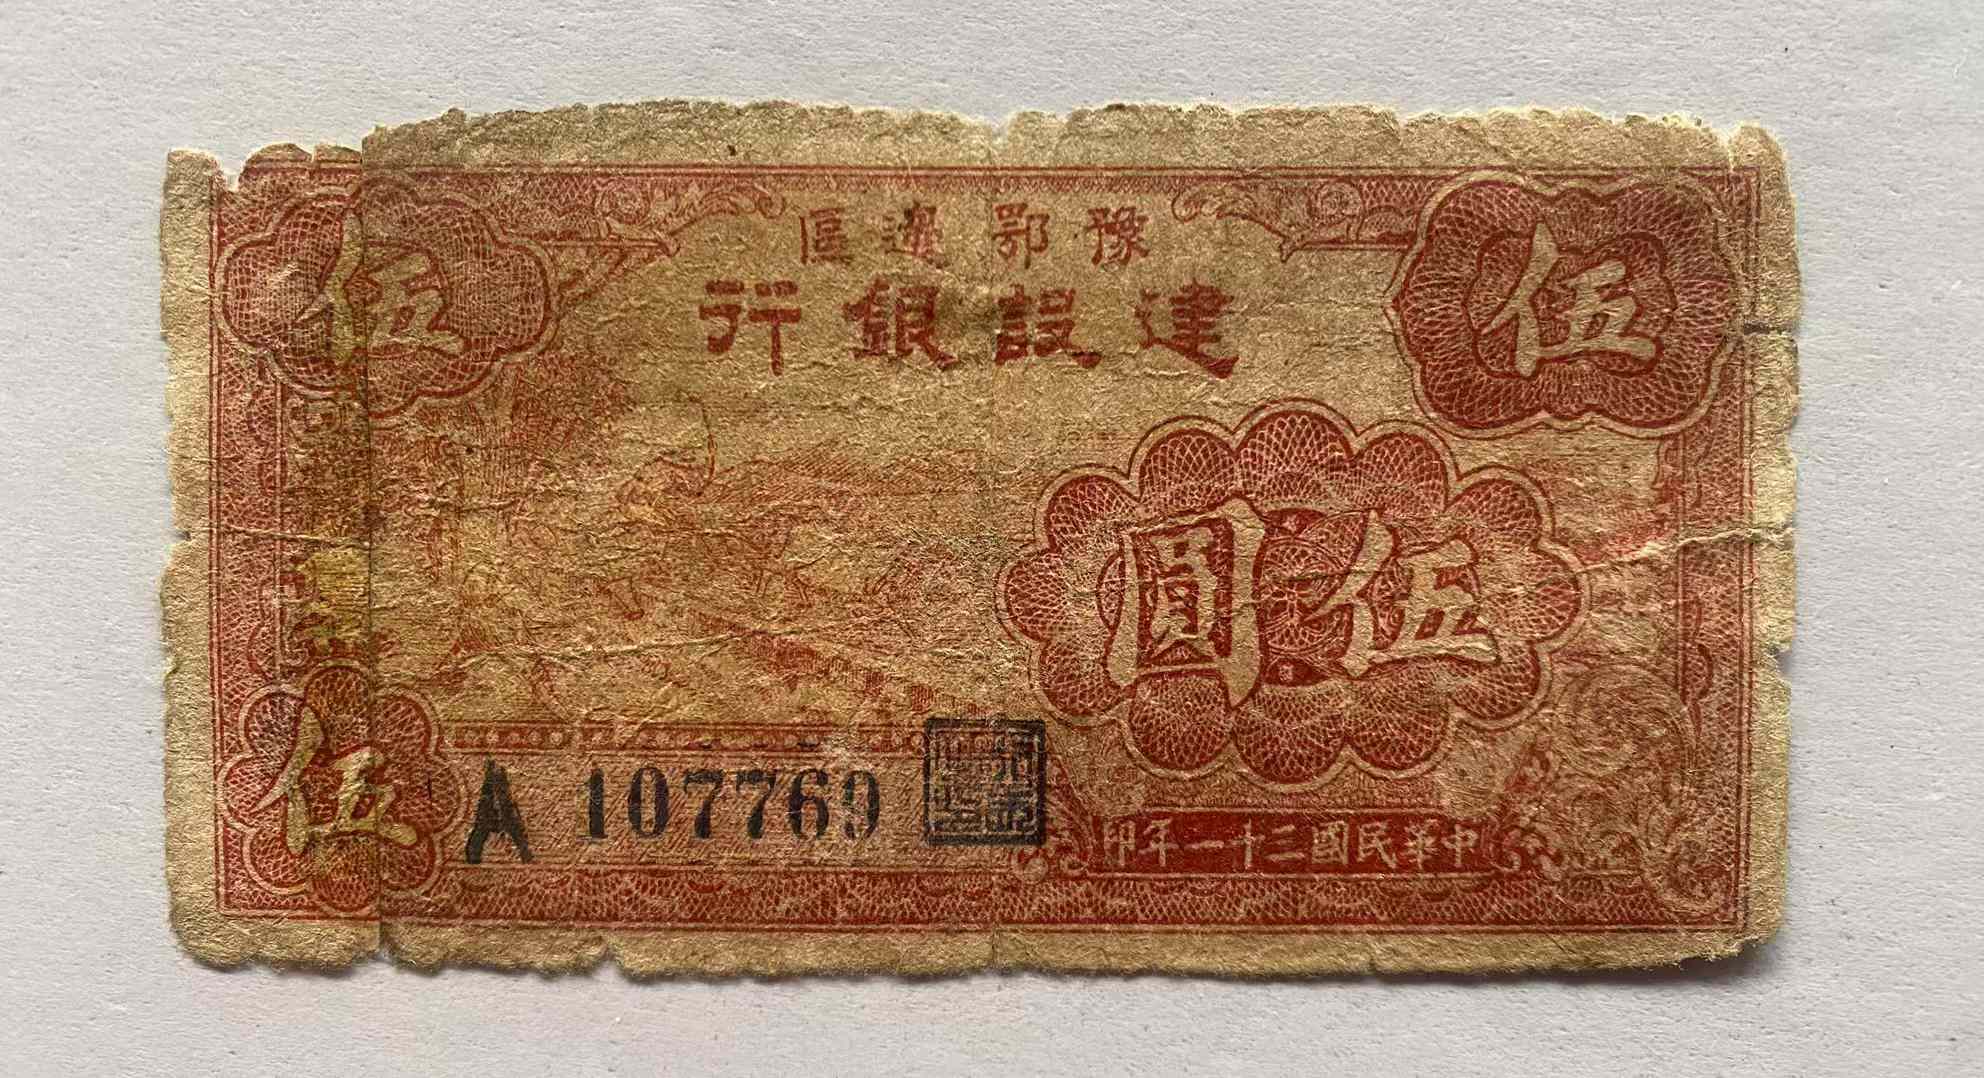 伍
豫鄂邊區
伍
建設銀行
伍圓
伍
A 107769
中華民國三十一年印